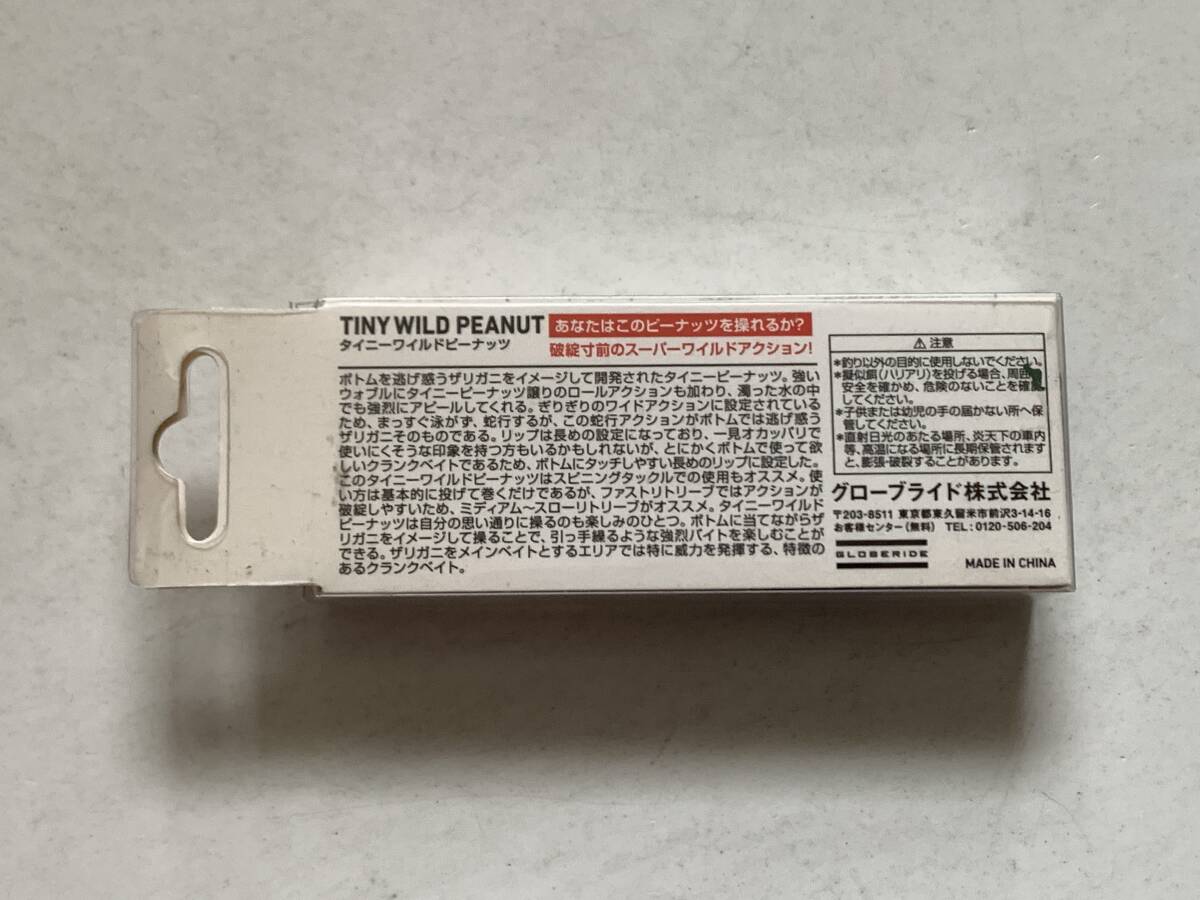 TINY WILD PEANUT
タイニーワイルドピーナッツ
あなたはこのピーナッツを操れるか?
破綻寸前のスーパーワイルドアクション!
ボトムを逃げ惑うザリガニをイメージして開発されたタイニーピーナッツ。強い
ウォブルにタイニーピーナッツ譲りのロールアクションも加わり、濁った水の中
でも強烈にアピールしてくれる。ぎりぎりのワイドアクションに設定されている
ため、まっすぐ泳がず、蛇行するが、この蛇行アクションがボトムでは逃げ惑う
ザリガニそのものである。リップは長めの設定になっており、一見オカッパリで
使いにくそうな印象を持つ方もいるかもしれないが、とにかくボトムで使って欲
しいクランクベイトであるため、ボトムにタッチしやすい長めのリップに設定した。
このタイニーワイルドピーナッツはスピニングタックルでの使用もオススメ。使
い方は基本的に投げて巻くだけであるが、ファストリトリーブではアクションが
破綻しやすいため、ミディアム~スローリトリーブがオススメ。タイニーワイルド
ピーナッツは自分の思い通りに操るのも楽しみのひとつ。ボトムに当てながらザ
リガニをイメージして操ることで、引っ手繰るような強烈バイトを楽しむことが
できる。ザリガニをメインベイトとするエリアでは特に威力を発揮する、特徴の
あるクランクベイト。
⚠ 注意
*釣り以外の目的に使用しないでください。
*擬似餌(ハリアリ)を投げる場合、周囲の
安全を確かめ、危険のないことを確認
してください。
*子供または幼児の手の届かない所へ保
管してください。
*直射日光のあたる場所、炎天下の車内
等、高温になる場所に長期保管されます
と、膨張・破裂することがあります。
グローブライド株式会社
〒203-8511 東京都東久留米市前沢3-14-16
お客様センター(無料) TEL:0120-506-204
GLOBERIDE
MADE IN CHINA